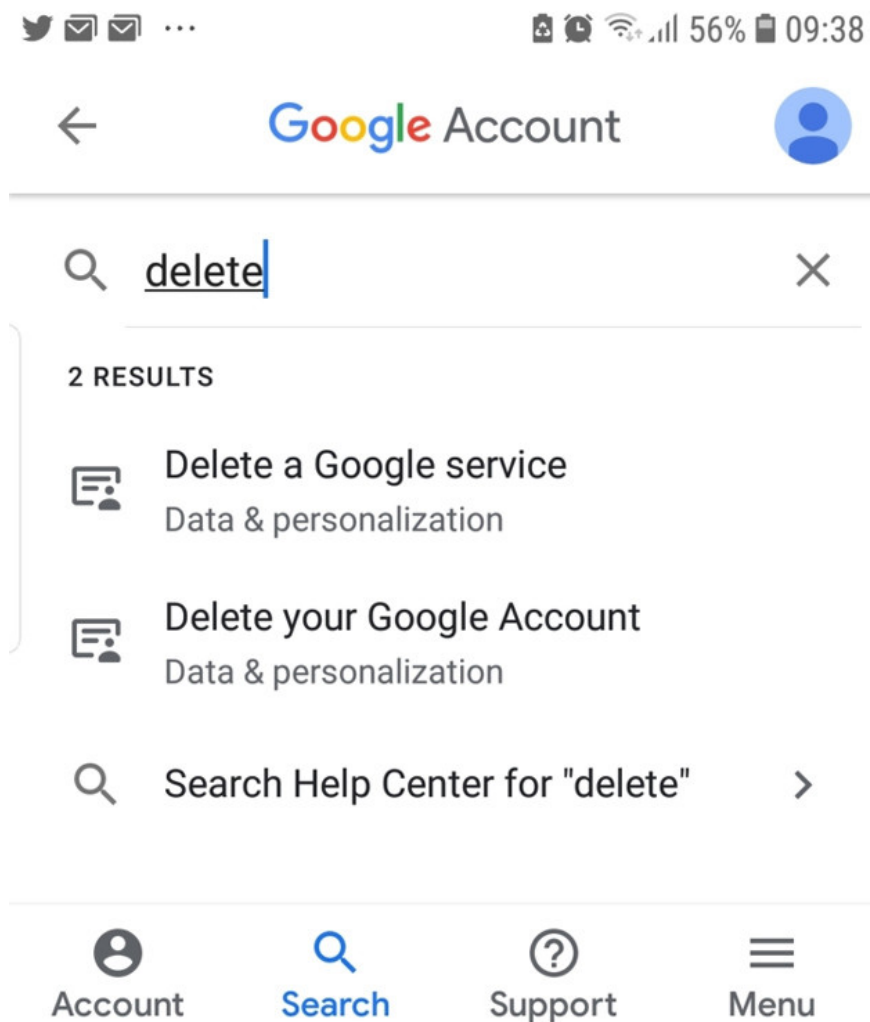 56% 09:38
Google Account
delete
2 RESULTS
Delete a Google service
Data & personalization
Delete your Google Account
Data & personalization
Search Help Center for "delete"
Account Search Support Menu